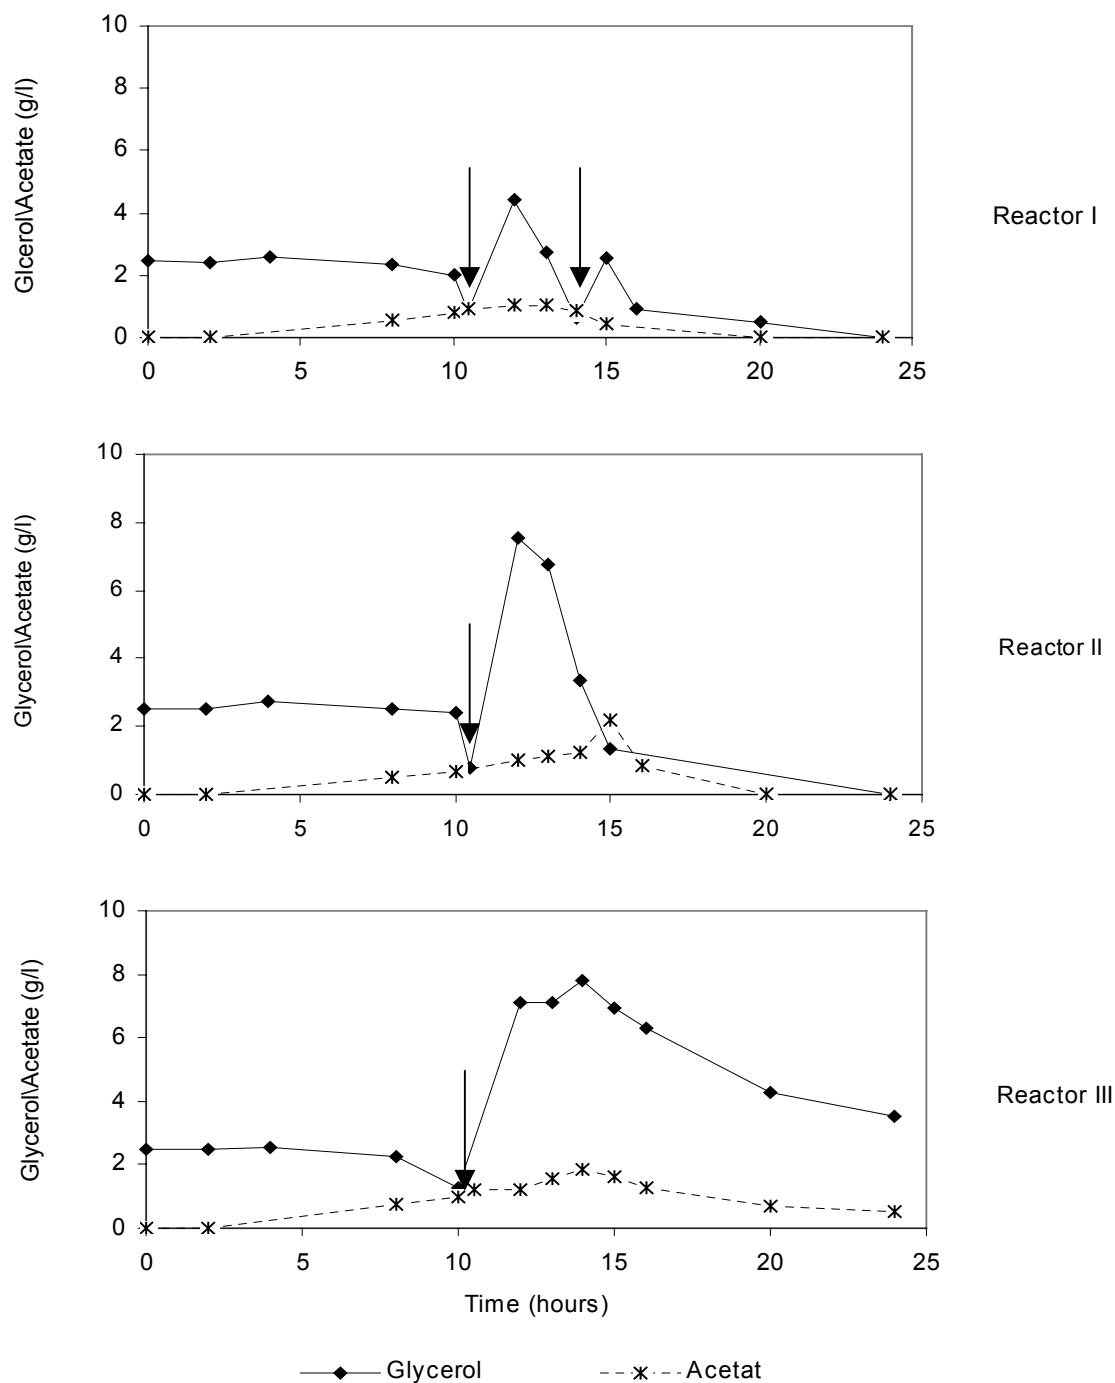 10
8
6
4
2
0
0 5 10 15 20 25
Glcerol\Acetate (g/l)
Reactor I
10
8
6
4
2
0
0 5 10 15 20 25
Glycerol\Acetate (g/l)
Reactor II
10
8
6
4
2
0
0 5 10 15 20 25
Glycerol\Acetate (g/l)
Reactor III
Time (hours)
Glycerol Acetat